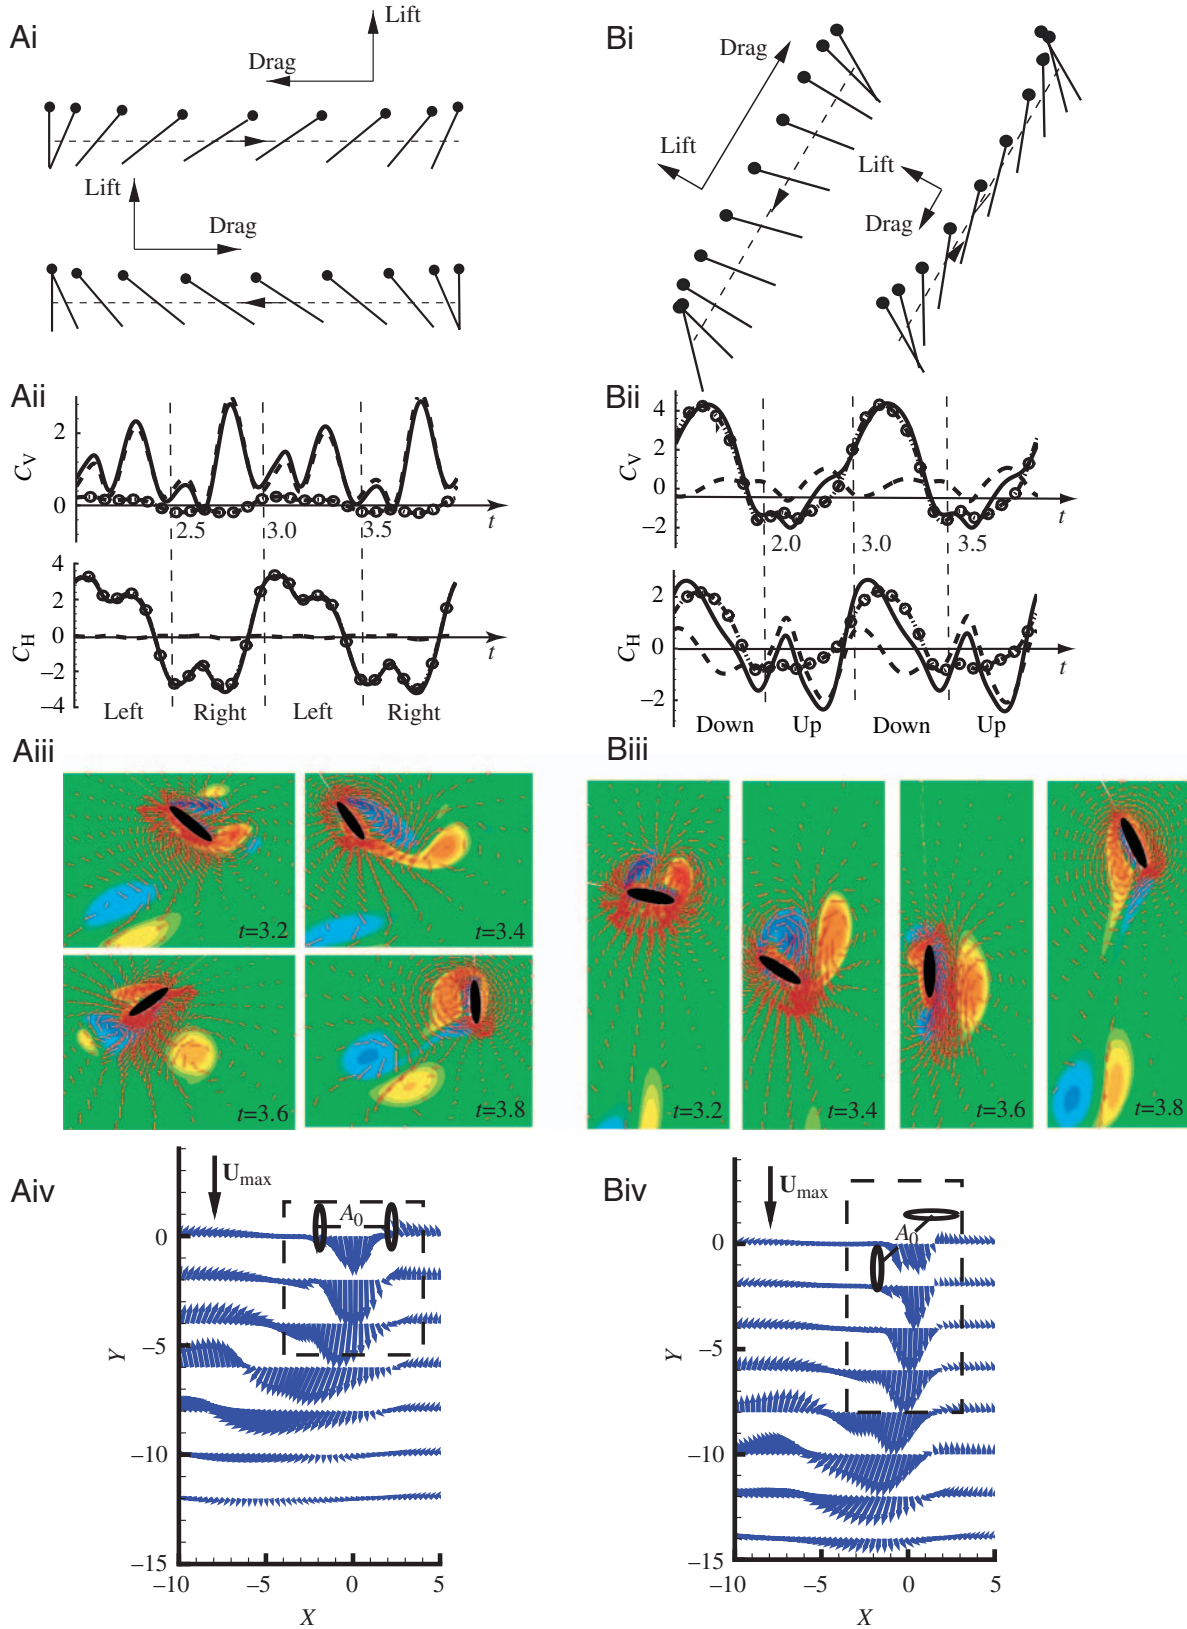 Ai
Lift
Drag
Lift
Drag
Bi
Drag
Lift
Lift
Drag
Aii
2
0
C_V
2.5
3.0
3.5
t
4
2
0
−2
−4
C_H
t
Left
Right
Left
Right
Bii
4
2
0
−2
C_V
2.0
3.0
3.5
t
2
0
−2
C_H
Down
Up
Down
Up
Aiii
t=3.2
t=3.4
t=3.6
t=3.8
Biii
t=3.2
t=3.4
t=3.6
t=3.8
Aiv
U_max
A_0
0
−5
−10
−15
Y
−10
−5
0
5
X
Biv
U_max
A_0
0
−5
−10
−15
Y
−10
−5
0
5
X